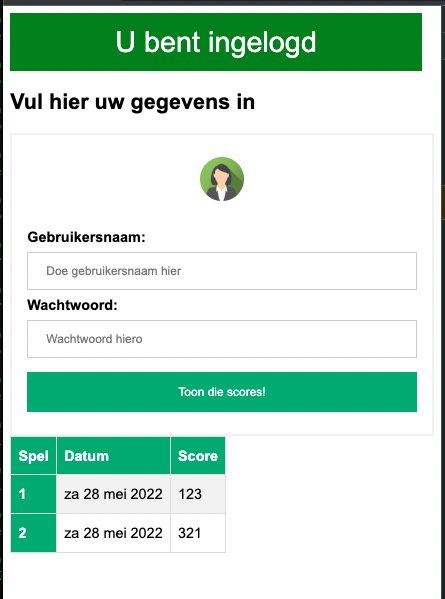 U bent ingelogd
Vul hier uw gegevens in
Gebruikersnaam:
Doe gebruikersnaam hier
Wachtwoord:
Wachtwoord hiero
Toon die scores!
Spel Datum Score
1 za 28 mei 2022 123
2 za 28 mei 2022 321